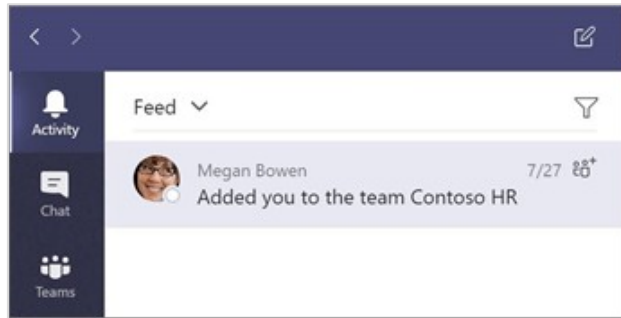 Activity
Feed
Megan Bowen 7/27
Added you to the team Contoso HR
Chat
Teams